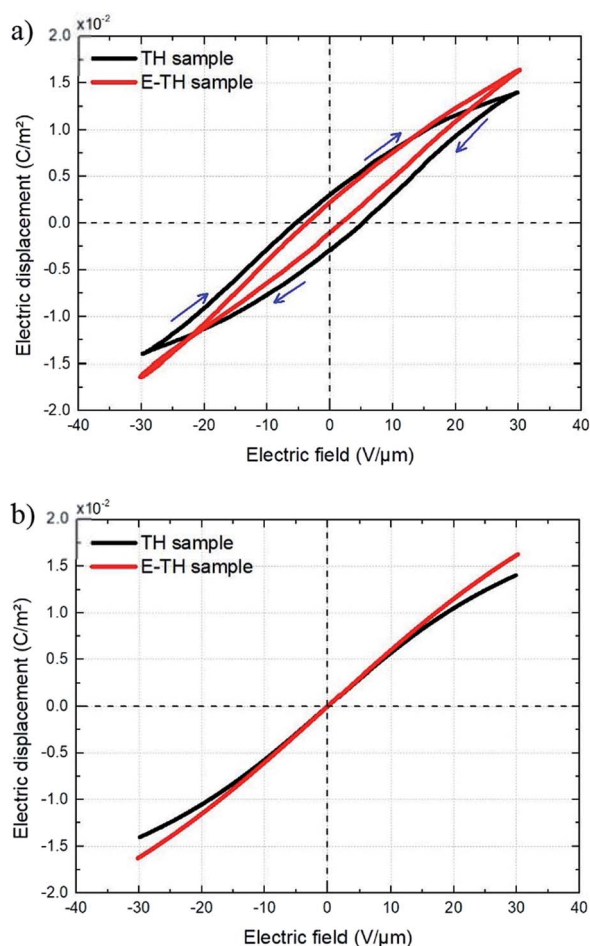 a)
x10⁻²
2.0
1.5
1.0
0.5
0.0
-0.5
-1.0
-1.5
-2.0
Electric displacement (C/m²)
TH sample
E-TH sample
-40 -30 -20 -10 0 10 20 30 40
Electric field (V/µm)
b)
x10⁻²
2.0
1.5
1.0
0.5
0.0
-0.5
-1.0
-1.5
-2.0
Electric displacement (C/m²)
TH sample
E-TH sample
-40 -30 -20 -10 0 10 20 30 40
Electric field (V/µm)